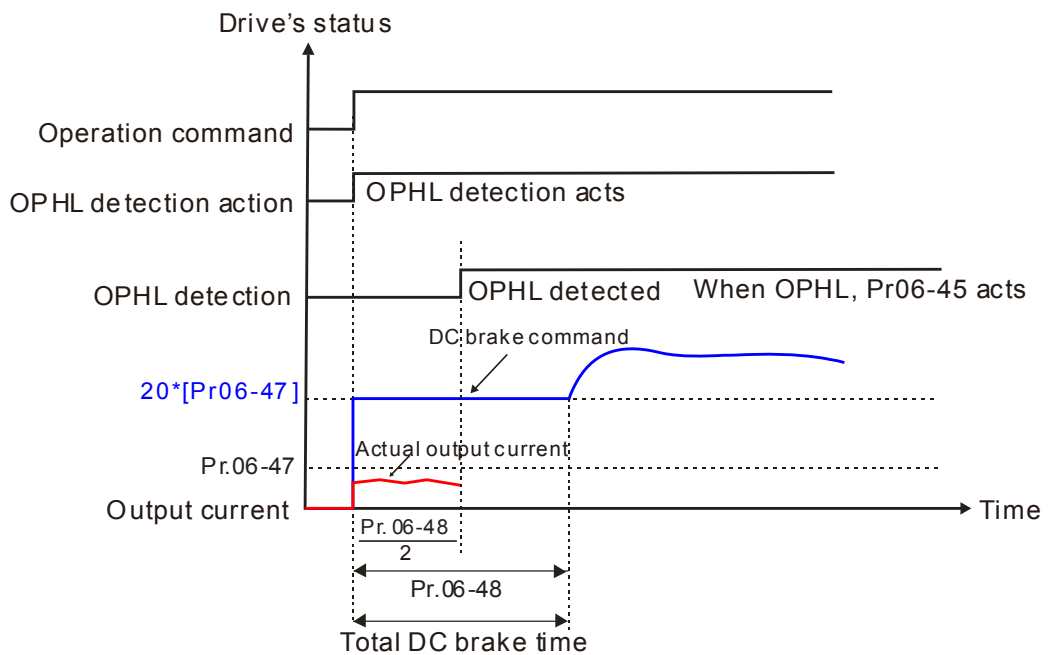 Drive's status
Operation command
OPHL detection action
OPHL detection acts
OPHL detection
OPHL detected
When OPHL, Pr06-45 acts
DC brake command
20*[Pr06-47]
Actual output current
Pr.06-47
Output current
Time
Pr. 06-48
2
Pr.06-48
Total DC brake time